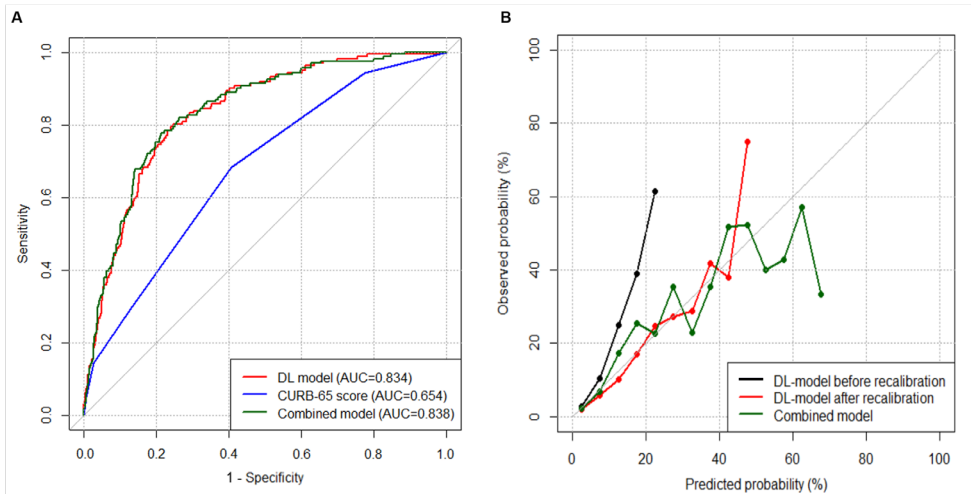 A
Sensitivity
1.0
0.8
0.6
0.4
0.2
0.0
0.0 0.2 0.4 0.6 0.8 1.0
1 - Specificity
DL model (AUC=0.834)
CURB-65 score (AUC=0.654)
Combined model (AUC=0.838)
B
Observed probability (%)
100
80
60
40
20
0
0 20 40 60 80 100
Predicted probability (%)
DL-model before recalibration
DL-model after recalibration
Combined model